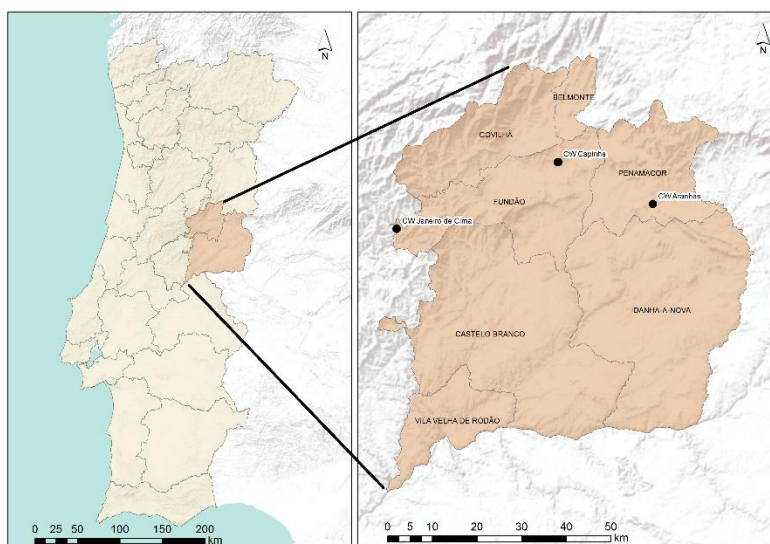 N
0 25 50 100 150 200
km
N
BELMONTE
COVILHÃ
CW Capinha
PENAMACOR
FUNDÃO
CW Aranhas
CW Janeiro de Cima
IDANHA-A-NOVA
CASTELO BRANCO
VILA VELHA DE RODÃO
0 5 10 20 30 40 50
km